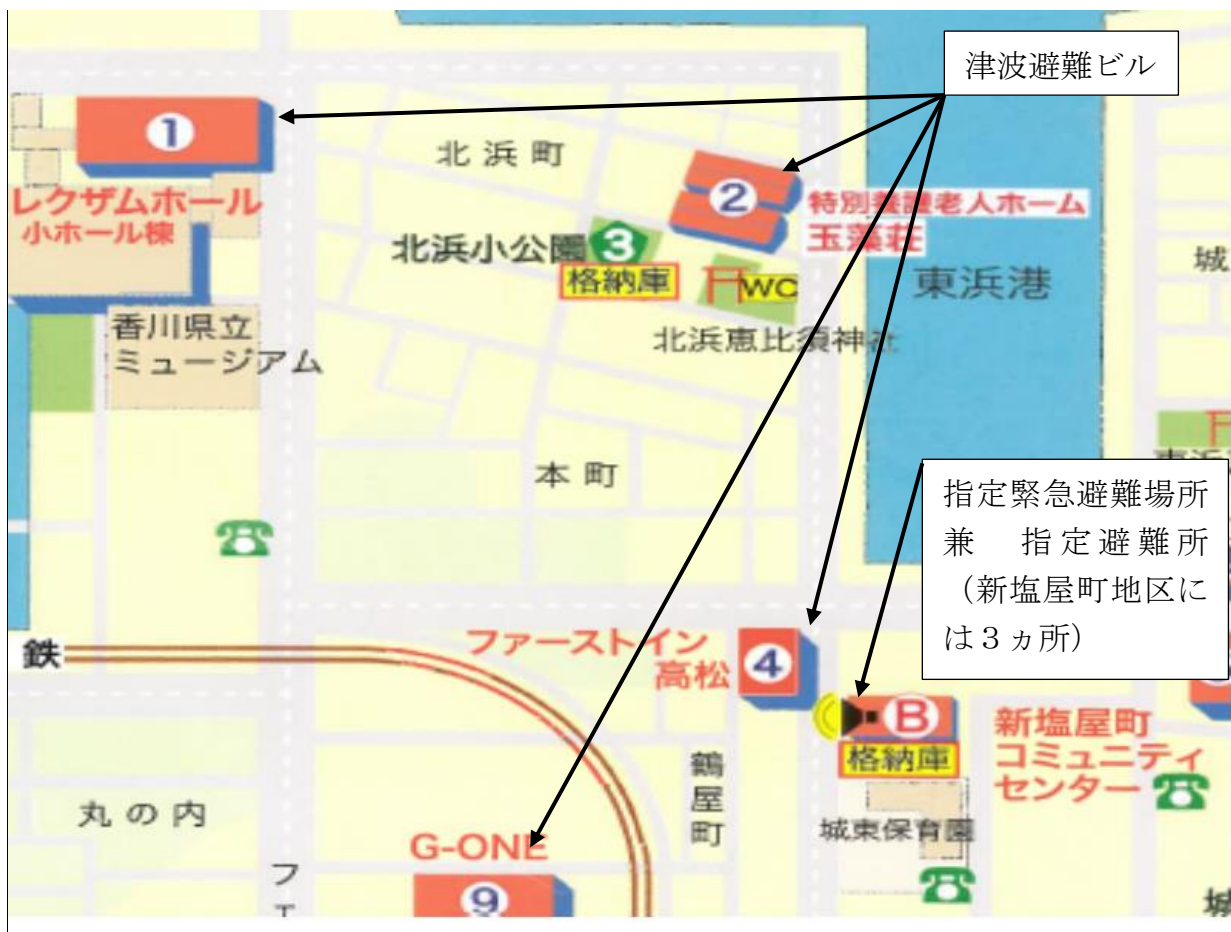 津波避難ビル
1
北浜町
2
レクザムホール
小ホール棟
特別養護老人ホーム
玉藻荘
北浜小公園
3
格納庫
WC
東浜港
城
香川県立
ミュージアム
北浜恵比須神社
本町
指定緊急避難場所
兼 指定避難所
(新塩屋町地区に
は3ヵ所)
鉄
ファーストイン
高松
4
B
格納庫
新塩屋町
コミュニティ
センター
鶴屋町
丸の内
城東保育園
G-ONE
9
フェ
城